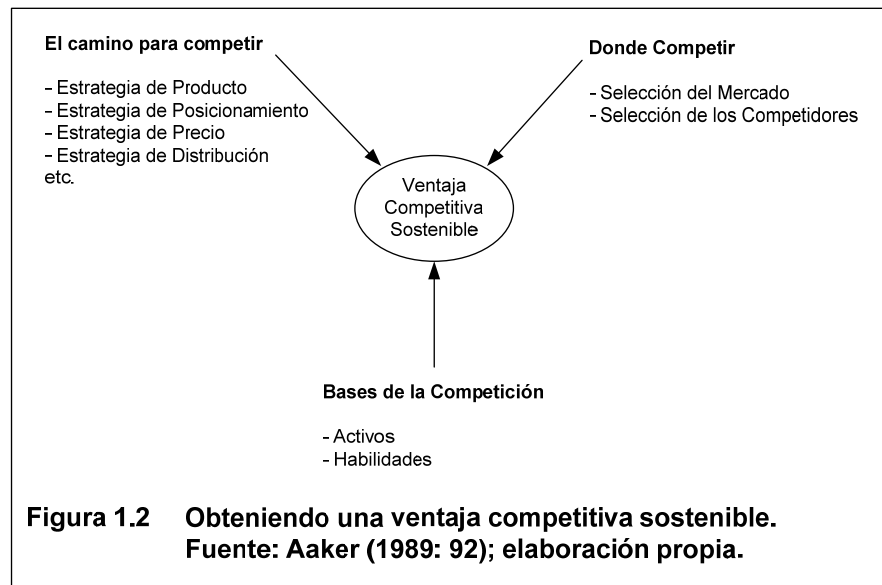 El camino para competir
- Estrategia de Producto
- Estrategia de Posicionamiento
- Estrategia de Precio
- Estrategia de Distribución
etc.
Donde Competir
- Selección del Mercado
- Selección de los Competidores
Ventaja
Competitiva
Sostenible
Bases de la Competición
- Activos
- Habilidades
Figura 1.2 Obteniendo una ventaja competitiva sostenible.
Fuente: Aaker (1989: 92); elaboración propia.